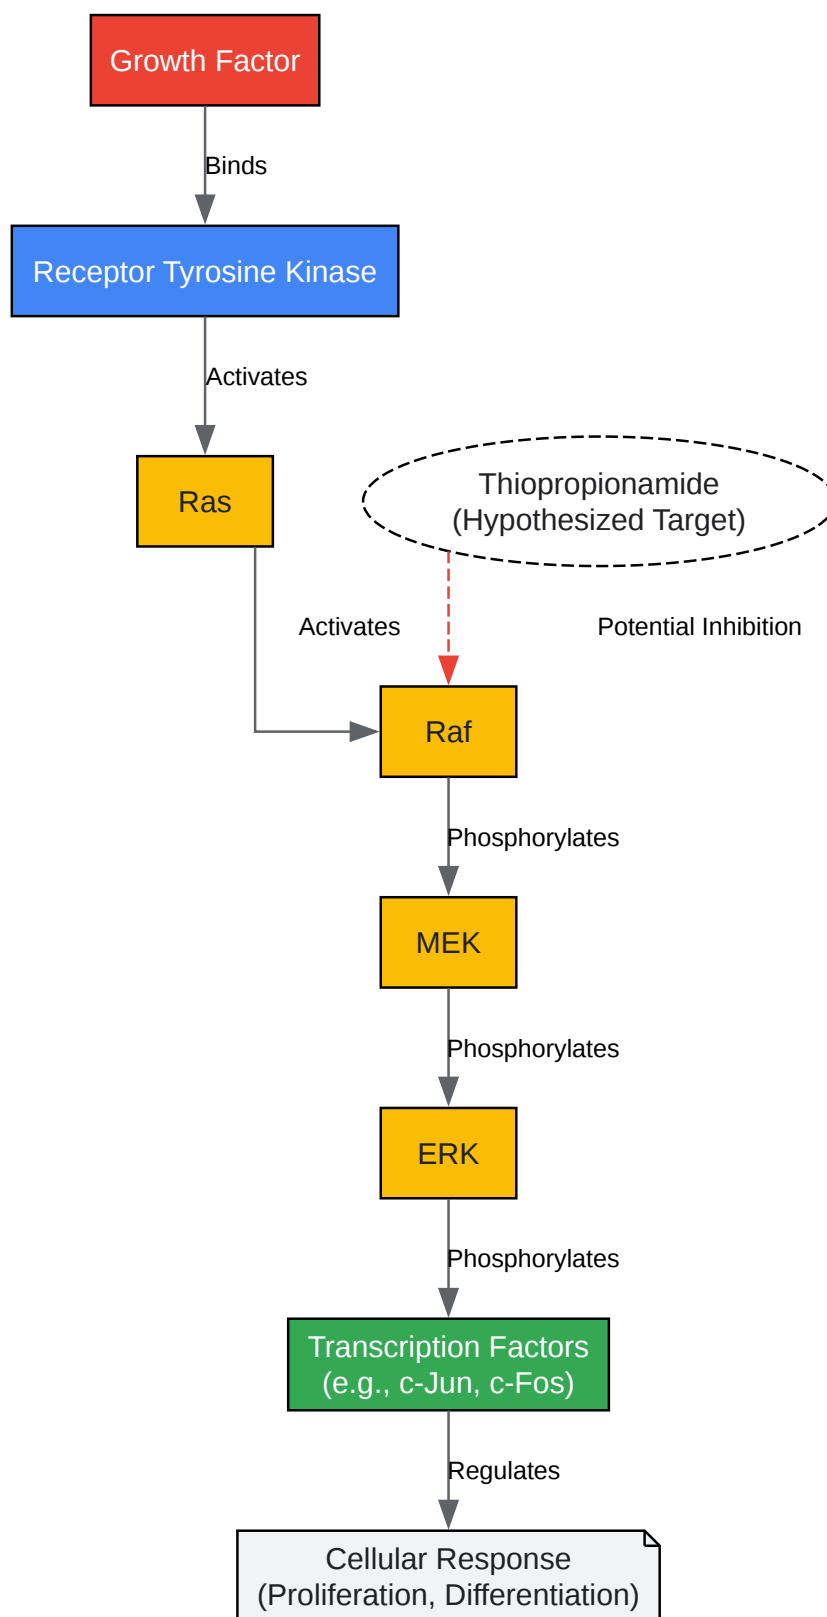 Growth Factor
Binds
Receptor Tyrosine Kinase
Activates
Ras
Thiopropionamide
(Hypothesized Target)
Activates
Potential Inhibition
Raf
Phosphorylates
MEK
Phosphorylates
ERK
Phosphorylates
Transcription Factors
(e.g., c-Jun, c-Fos)
Regulates
Cellular Response
(Proliferation, Differentiation)